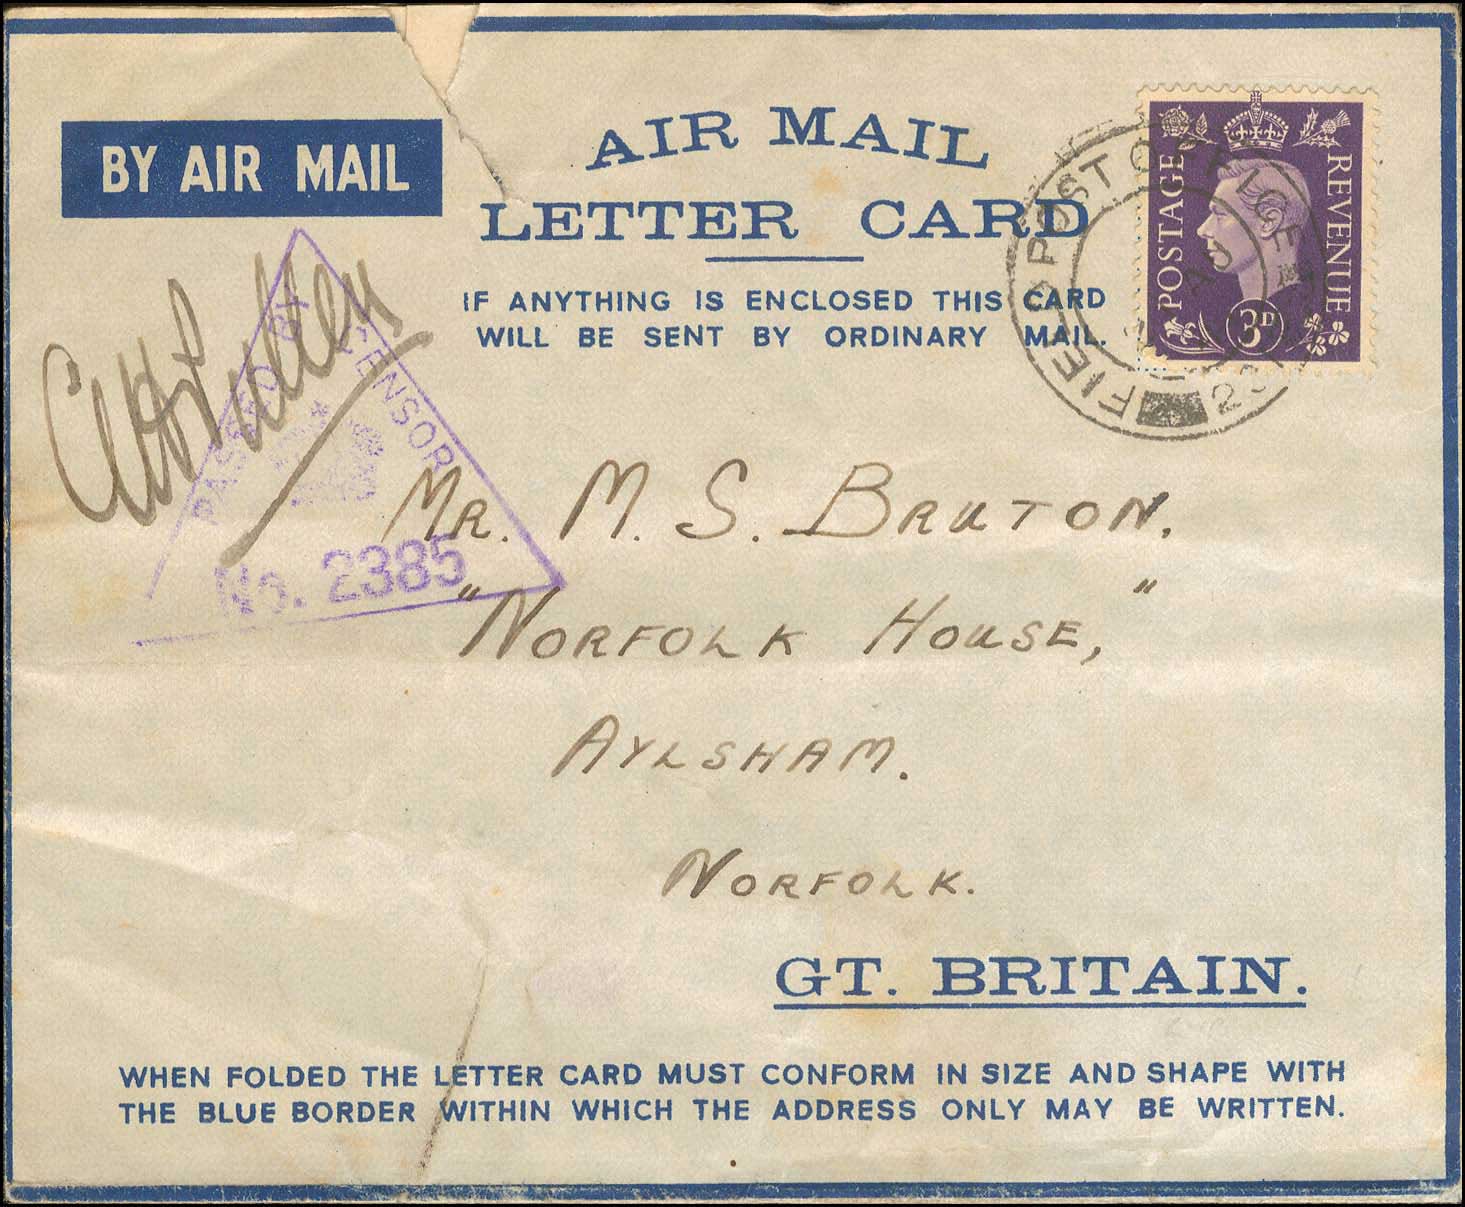 AIR MAIL
BY AIR MAIL
LETTER CARD
IF ANYTHING IS ENCLOSED THIS CARD
WILL BE SENT BY ORDINARY MAIL.
POSTAGE REVENUE
3D
FIELD POST OFFICE
PASSED BY CENSOR
No. 2385
MR. M. S. BRUTON.
"NORFOLK HOUSE,"
AYLSHAM.
NORFOLK.
GT. BRITAIN.
WHEN FOLDED THE LETTER CARD MUST CONFORM IN SIZE AND SHAPE WITH
THE BLUE BORDER WITHIN WHICH THE ADDRESS ONLY MAY BE WRITTEN.